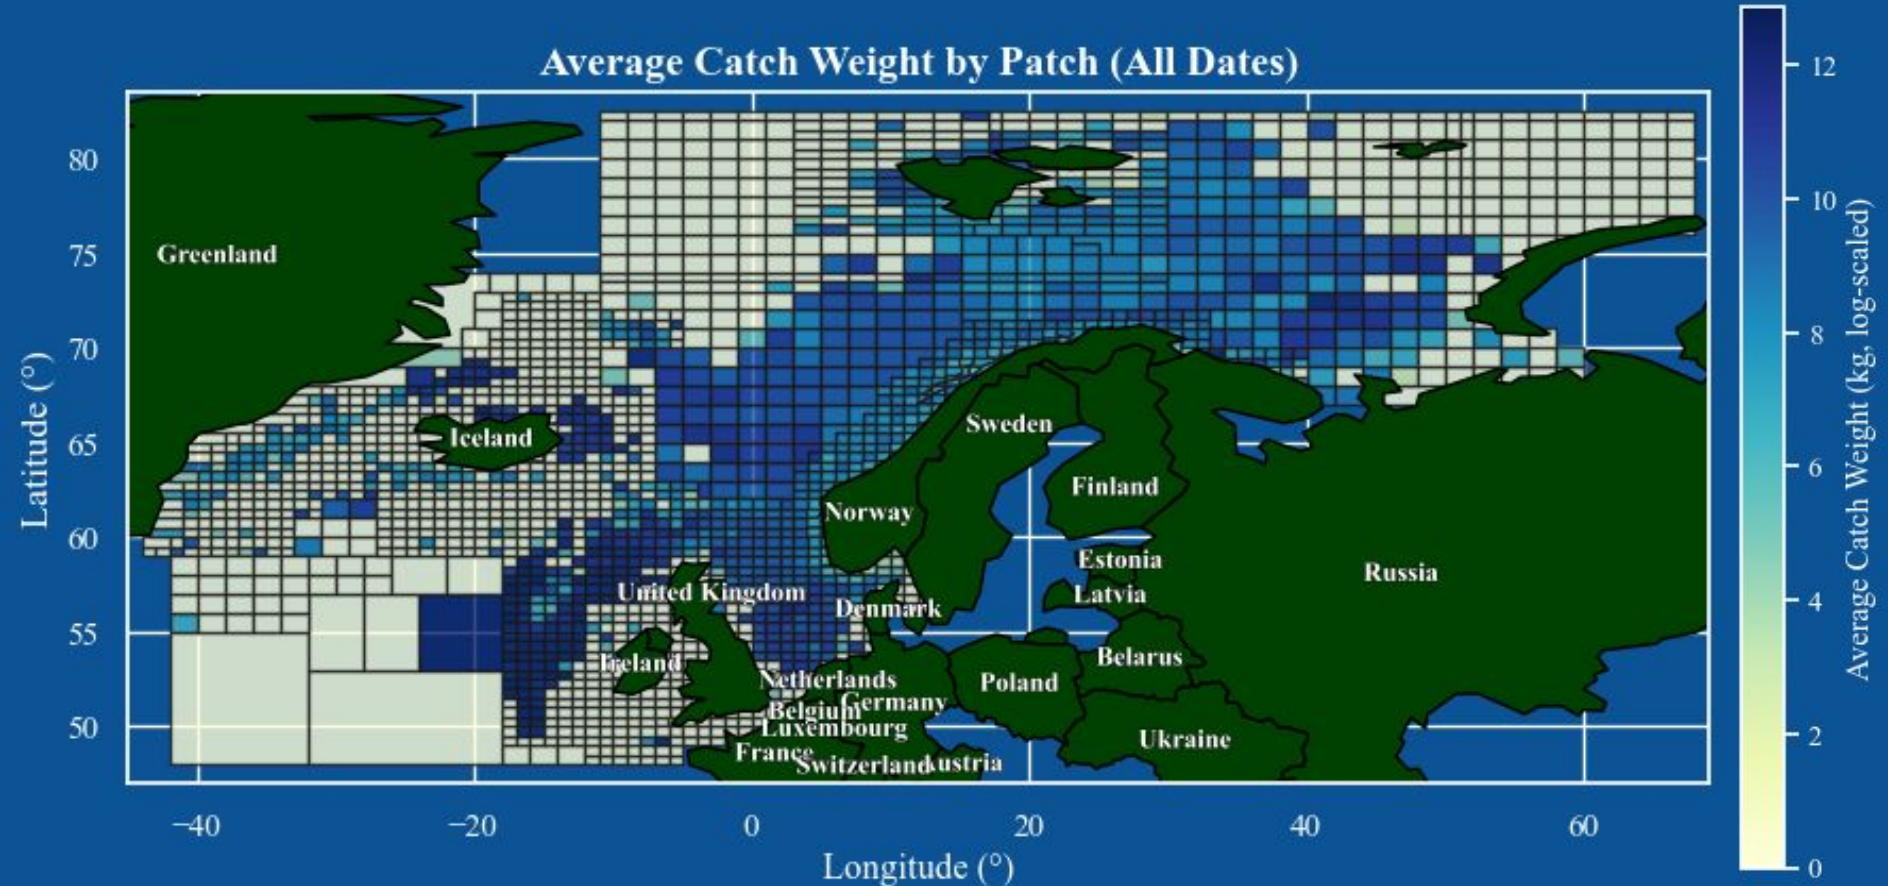 Average Catch Weight by Patch (All Dates)
12
10
8
6
4
2
0
Average Catch Weight (kg, log-scaled)
80
75
70
65
60
55
50
Latitude (°)
Greenland
Iceland
Sweden
Finland
Norway
Estonia
Russia
United Kingdom
Latvia
Denmark
Ireland
Belarus
Netherlands
Poland
Germany
Belgium
Luxembourg
Ukraine
France
Switzerland
Austria
−40
−20
0
20
40
60
Longitude (°)